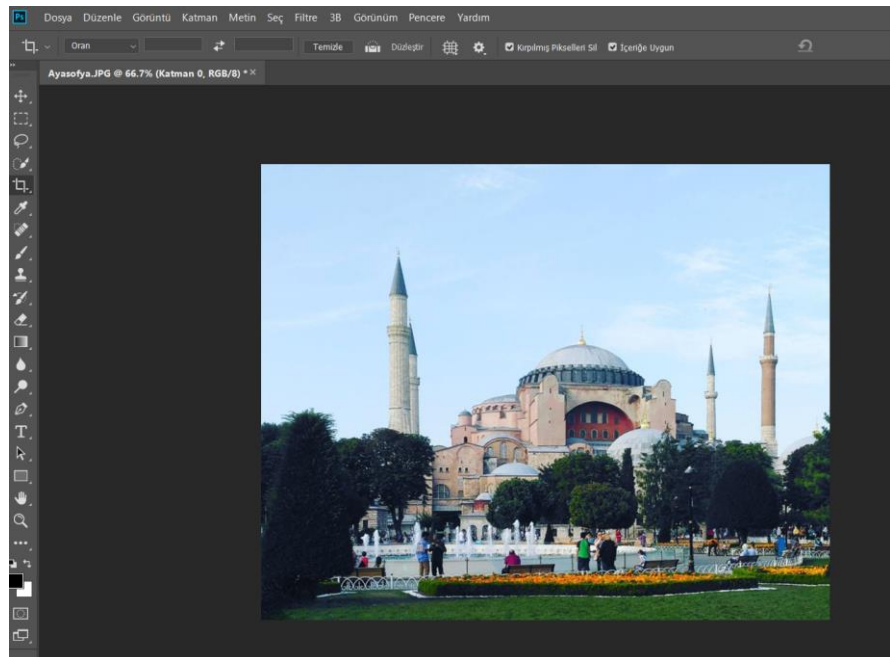 Ps Dosya Düzenle Görüntü Katman Metin Seç Filtre 3B Görünüm Pencere Yardım
Oran Temizle Düzleştir Kırpılmış Pikselleri Sil İçeriğe Uygun
Ayasofya.JPG @ 66.7% (Katman 0, RGB/8) * ×